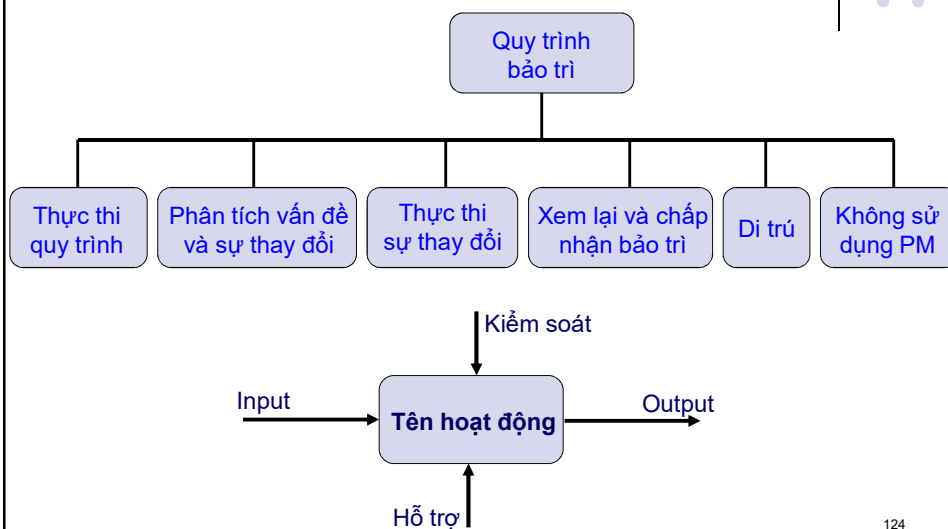 Quy trình
bảo trì
Thực thi
quy trình
Phân tích vấn đề
và sự thay đổi
Thực thi
sự thay đổi
Xem lại và chấp
nhận bảo trì
Di trú
Không sử
dụng PM
Kiểm soát
Input
Tên hoạt động
Output
Hỗ trợ
124